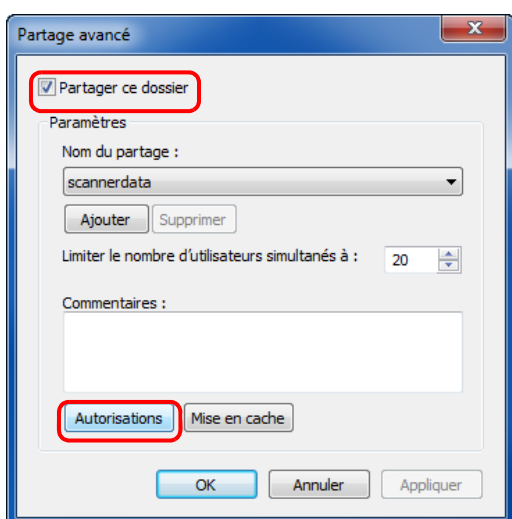 Partage avancé
Partager ce dossier
Paramètres
Nom du partage :
scannerdata
Ajouter Supprimer
Limiter le nombre d’utilisateurs simultanés à : 20
Commentaires :
Autorisations Mise en cache
OK Annuler Appliquer